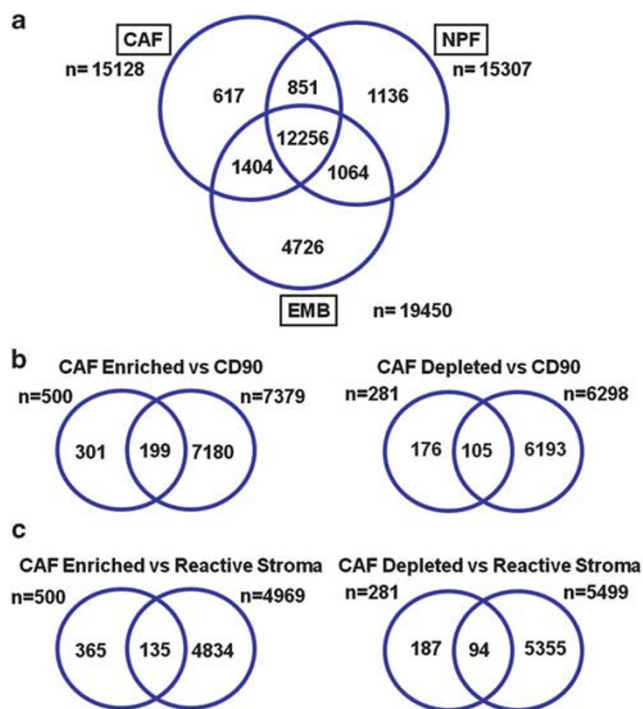 a
CAF
NPF
n= 15128
n= 15307
617
851
1136
12256
1404
1064
4726
EMB
n= 19450
b
CAF Enriched vs CD90
CAF Depleted vs CD90
n=500
n=7379
n=281
n=6298
301
199
7180
176
105
6193
c
CAF Enriched vs Reactive Stroma
CAF Depleted vs Reactive Stroma
n=500
n=4969
n=281
n=5499
365
135
4834
187
94
5355